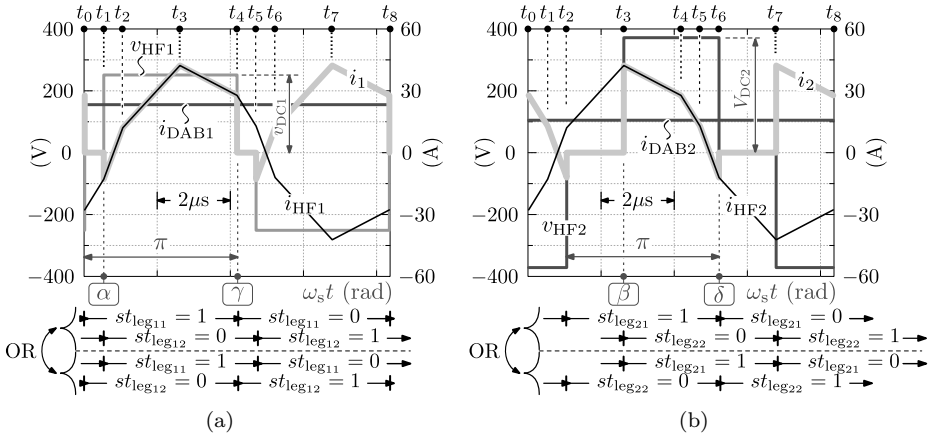 t0 t1 t2 t3 t4 t5 t6 t7 t8
400 200 0 −200 −400
(V)
60 30 0 −30 −60
(A)
vHF1
i1
iDAB1
vDC1
iHF1
2μs
π
α γ ωst (rad)
OR
stleg11 = 1 stleg11 = 0
stleg12 = 0 stleg12 = 1
stleg11 = 1 stleg11 = 0
stleg12 = 0 stleg12 = 1
(a)
t0 t1 t2 t3 t4 t5 t6 t7 t8
400 200 0 −200 −400
(V)
60 30 0 −30 −60
(A)
VDC2
i2
iDAB2
2μs
iHF2
vHF2
π
β δ ωst (rad)
OR
stleg21 = 1 stleg21 = 0
stleg22 = 0 stleg22 = 1
stleg21 = 1 stleg21 = 0
stleg22 = 0 stleg22 = 1
(b)